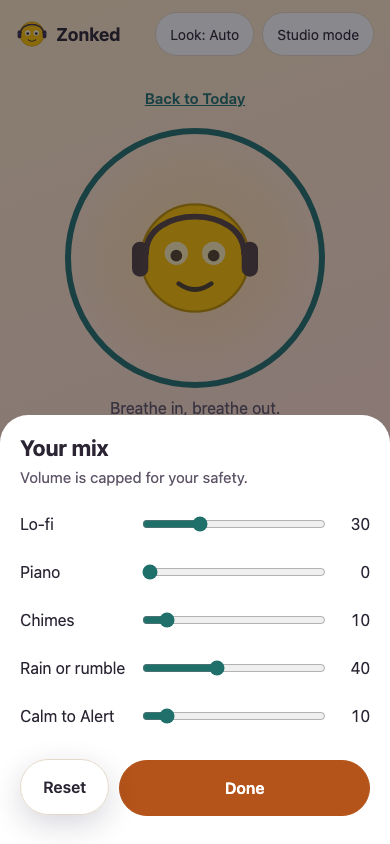 Zonked
Look: Auto
Studio mode
Back to Today
Breathe in, breathe out.
Your mix
Volume is capped for your safety.
Lo-fi 30
Piano 0
Chimes 10
Rain or rumble 40
Calm to Alert 10
Reset
Done